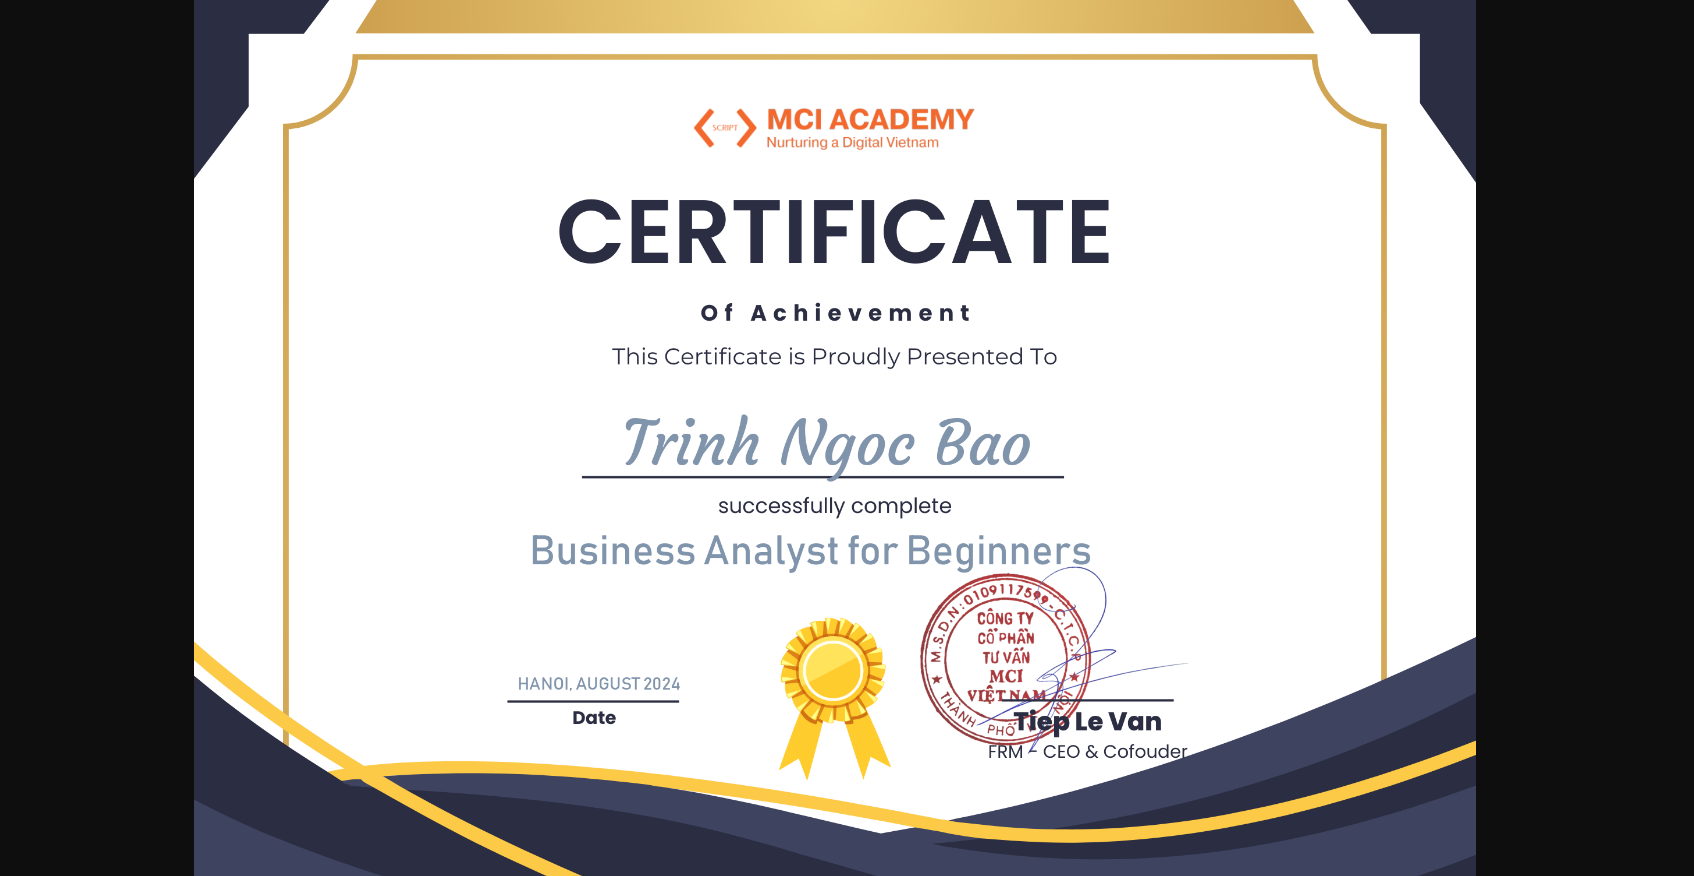 SCRIPT
MCI ACADEMY
Nurturing a Digital Vietnam
CERTIFICATE
Of Achievement
This Certificate is Proudly Presented To
Trinh Ngoc Bao
successfully complete
Business Analyst for Beginners
HANOI, AUGUST 2024
Date
M.S.D.N:0109117599-C.T.C.P
CÔNG TY
CỔ PHẦN
TƯ VẤN
MCI
VIỆT NAM
THÀNH PHỐ NỘI
Tiep Le Van
FRM - CEO & Cofouder